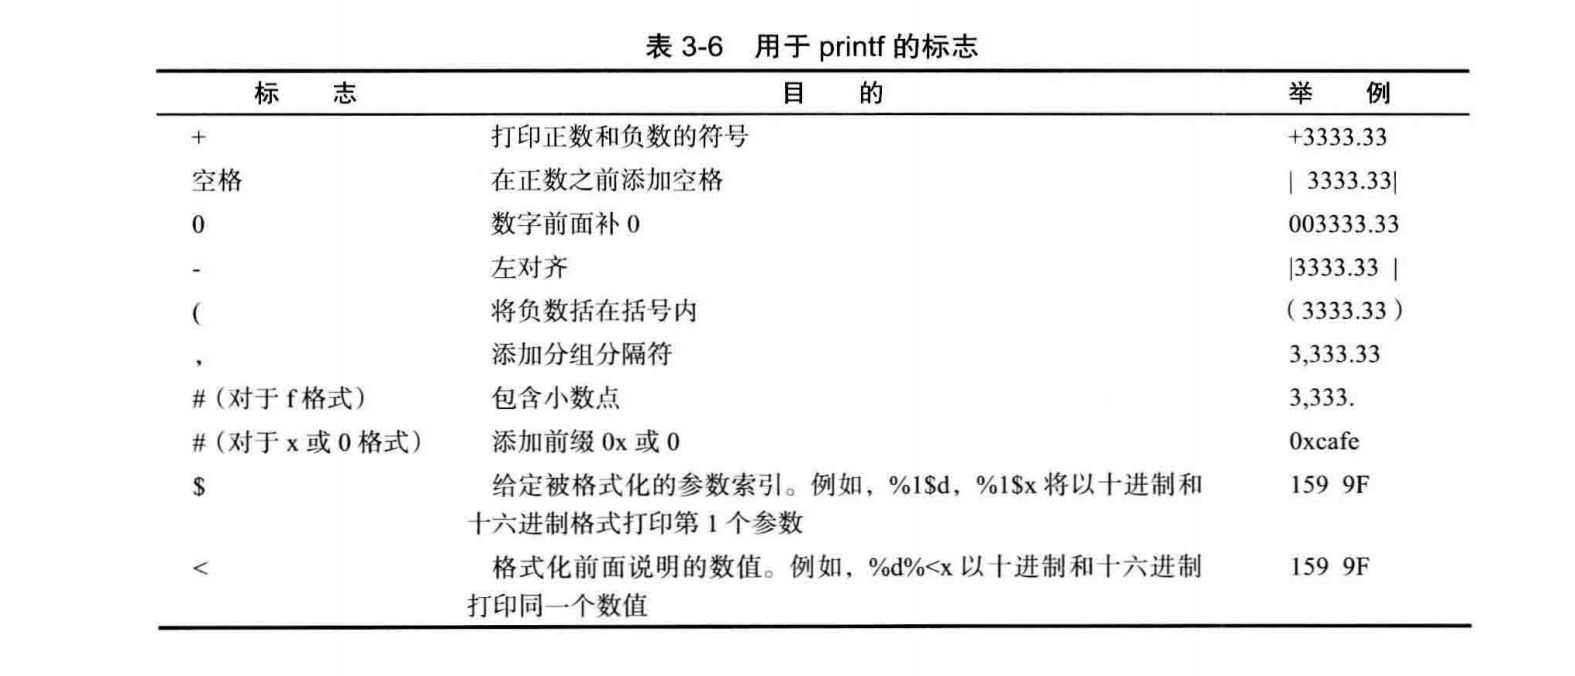 表 3-6 用于 printf 的标志
标 志 目 的 举 例
+ 打印正数和负数的符号 +3333.33
空格 在正数之前添加空格 | 3333.33|
0 数字前面补 0 003333.33
- 左对齐 |3333.33 |
( 将负数括在括号内 （3333.33）
, 添加分组分隔符 3,333.33
#（对于 f 格式） 包含小数点 3,333.
#（对于 x 或 0 格式） 添加前缀 0x 或 0 0xcafe
$ 给定被格式化的参数索引。例如，%1$d，%1$x 将以十进制和 159 9F
十六进制格式打印第 1 个参数
< 格式化前面说明的数值。例如，%d%<x 以十进制和十六进制 159 9F
打印同一个数值